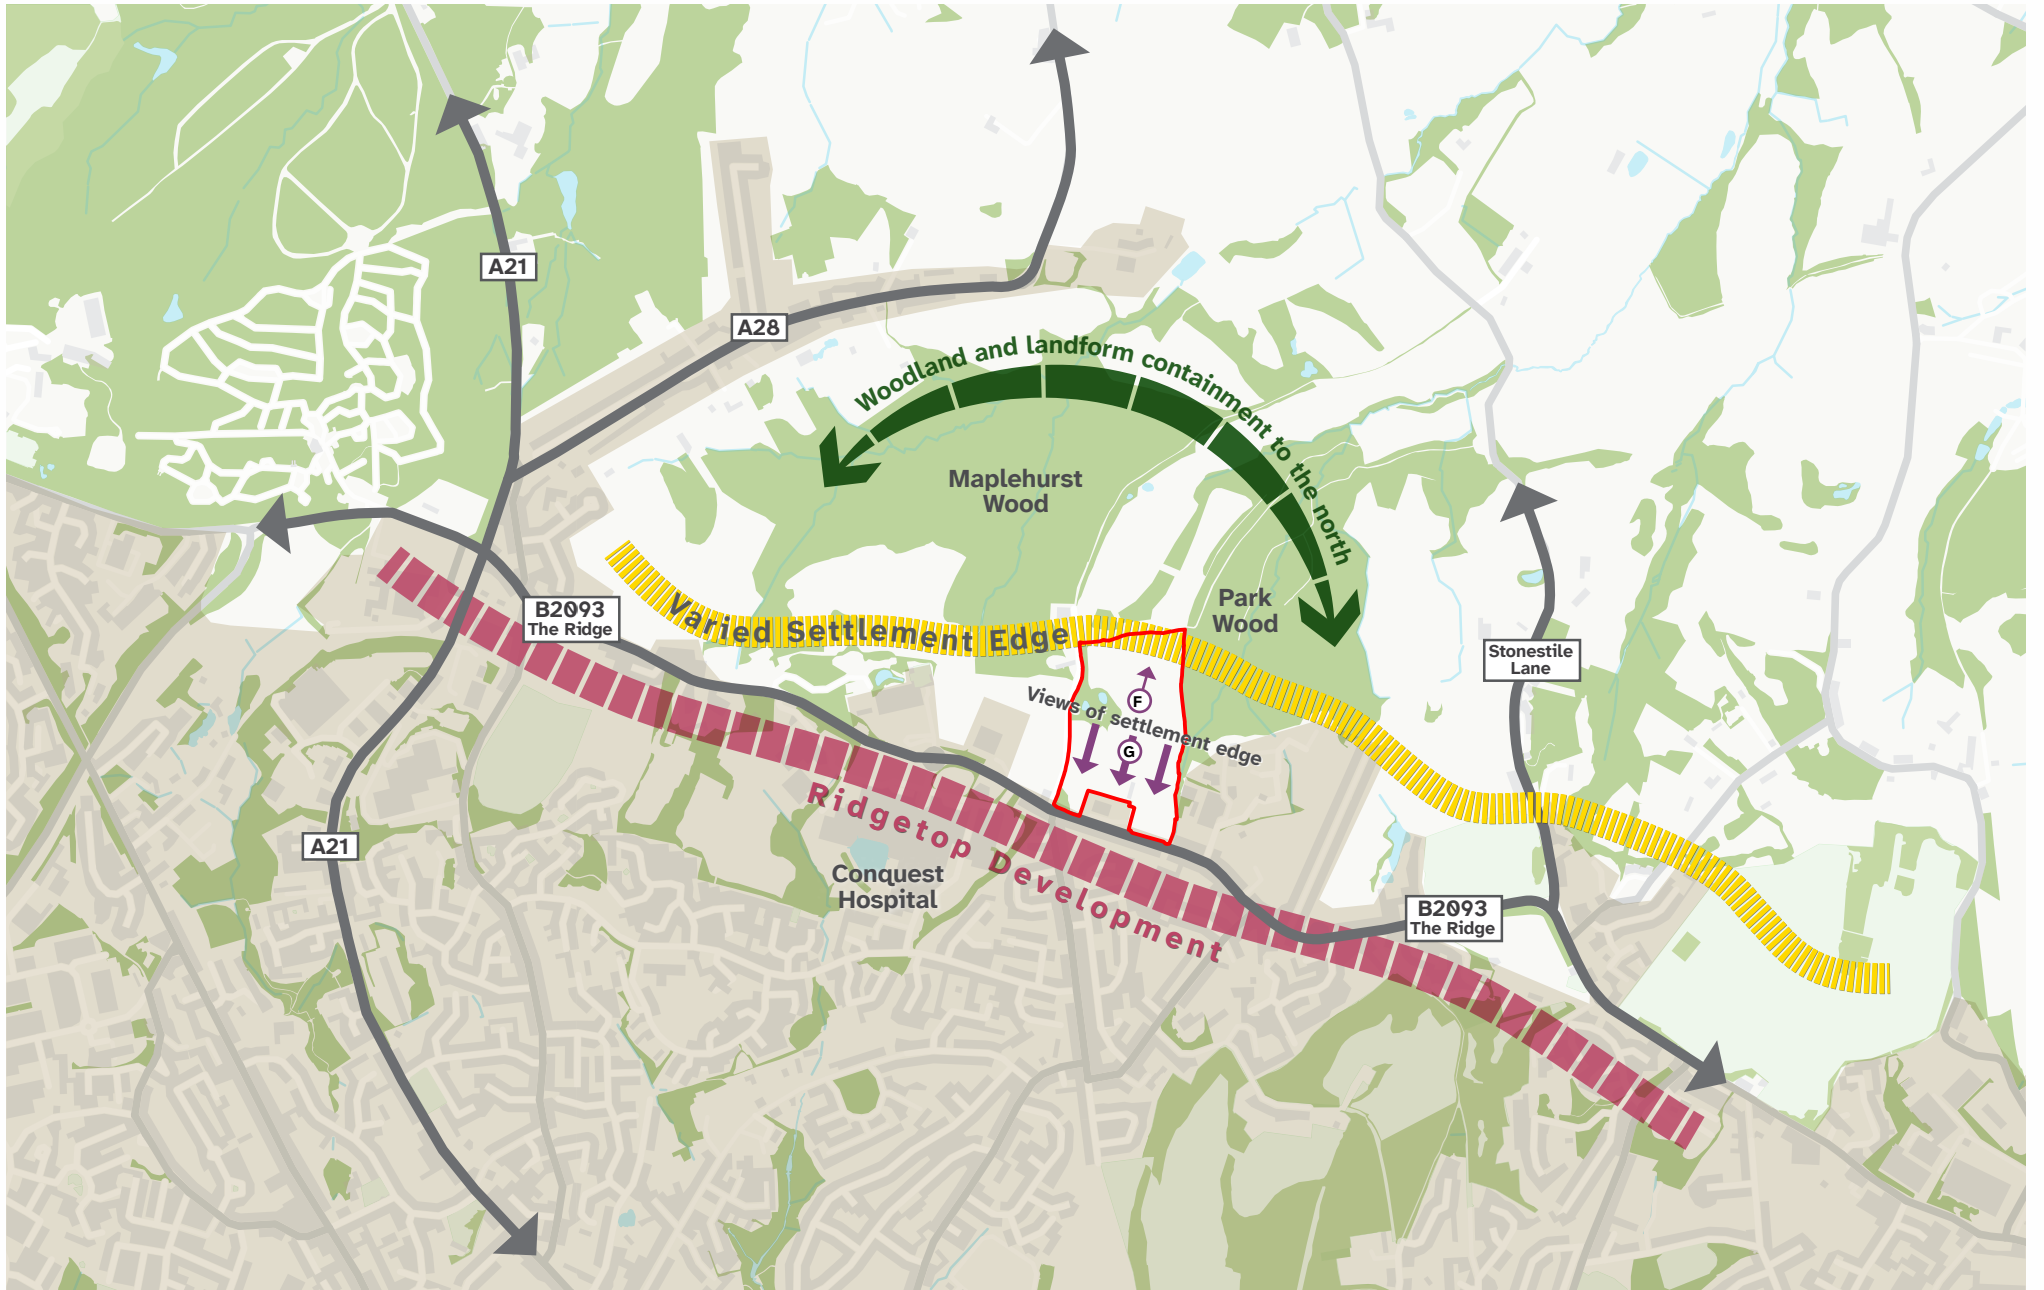 A21
A28
Woodland and landform containment to the north
Maplehurst
Wood
Park
Wood
B2093
The Ridge
Varied Settlement Edge
Stonestile
Lane
F
Views of settlement edge
G
Ridgetop Development
A21
Conquest
Hospital
B2093
The Ridge